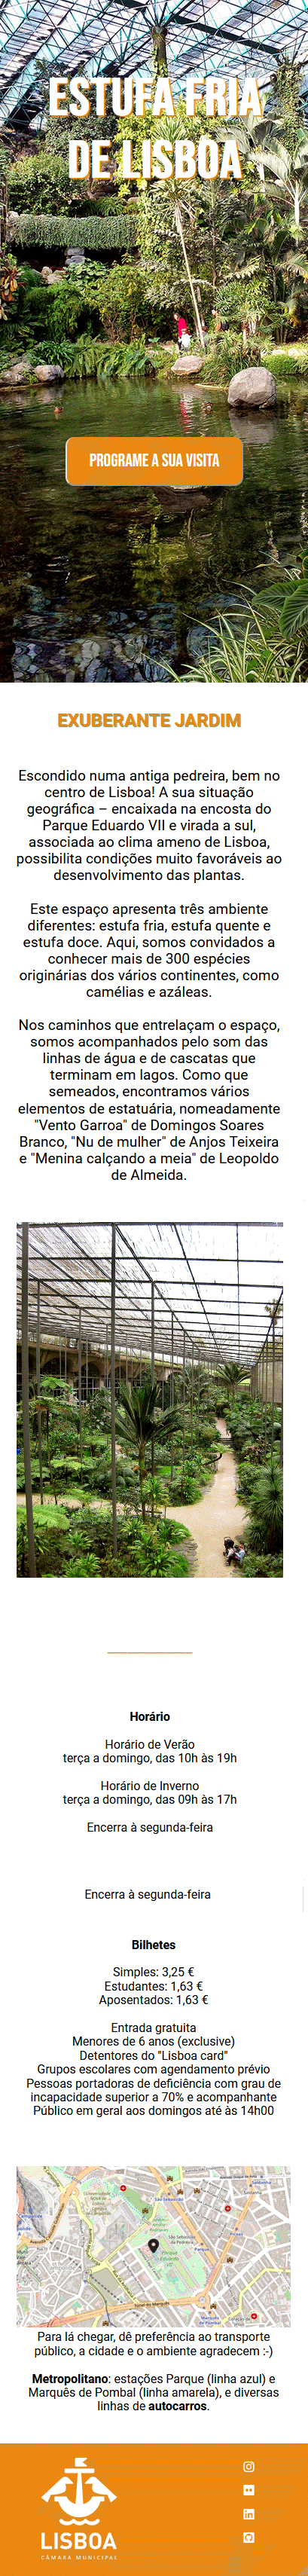 ESTUFA FRIA
DE LISBOA
PROGRAME A SUA VISITA
EXUBERANTE JARDIM
Escondido numa antiga pedreira, bem no
centro de Lisboa! A sua situação
geográfica – encaixada na encosta do
Parque Eduardo VII e virada a sul,
associada ao clima ameno de Lisboa,
possibilita condições muito favoráveis ao
desenvolvimento das plantas.
Este espaço apresenta três ambiente
diferentes: estufa fria, estufa quente e
estufa doce. Aqui, somos convidados a
conhecer mais de 300 espécies
originárias dos vários continentes, como
camélias e azáleas.
Nos caminhos que entrelaçam o espaço,
somos acompanhados pelo som das
linhas de água e de cascatas que
terminam em lagos. Como que
semeados, encontramos vários
elementos de estatuária, nomeadamente
"Vento Garroa" de Domingos Soares
Branco, "Nu de mulher" de Anjos Teixeira
e "Menina calçando a meia" de Leopoldo
de Almeida.
Horário
Horário de Verão
terça a domingo, das 10h às 19h
Horário de Inverno
terça a domingo, das 09h às 17h
Encerra à segunda-feira
Encerra à segunda-feira
Bilhetes
Simples: 3,25 €
Estudantes: 1,63 €
Aposentados: 1,63 €
Entrada gratuita
Menores de 6 anos (exclusive)
Detentores do "Lisboa card"
Grupos escolares com agendamento prévio
Pessoas portadoras de deficiência com grau de
incapacidade superior a 70% e acompanhante
Público em geral aos domingos até às 14h00
São Sebastião
Parque
Para lá chegar, dê preferência ao transporte
público, a cidade e o ambiente agradecem :-)
Metropolitano: estações Parque (linha azul) e
Marquês de Pombal (linha amarela), e diversas
linhas de autocarros.
LISBOA
CÂMARA MUNICIPAL